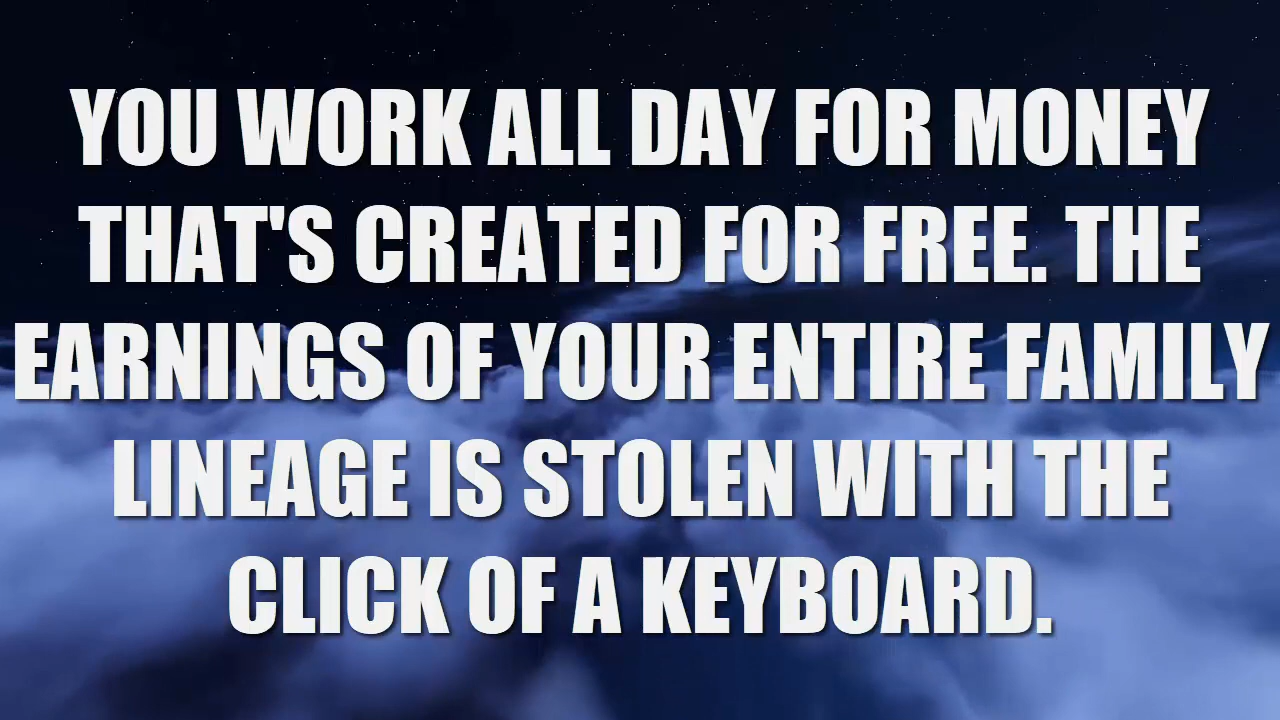 YOU WORK ALL DAY FOR MONEY
THAT'S CREATED FOR FREE. THE
EARNINGS OF YOUR ENTIRE FAMILY
LINEAGE IS STOLEN WITH THE
CLICK OF A KEYBOARD.